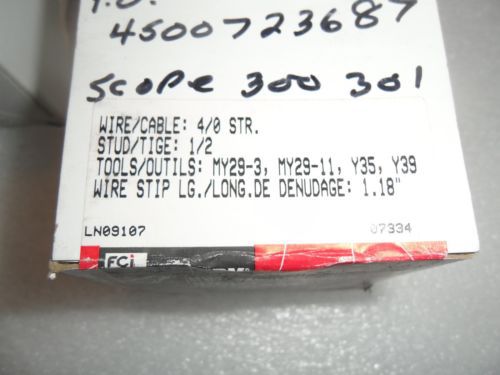 P.O.
4500723687
SCOPE 300 301
WIRE/CABLE: 4/0 STR.
STUD/TIGE: 1/2
TOOLS/OUTILS: MY29-3, MY29-11, Y35, Y39
WIRE STIP LG./LONG.DE DENUDAGE: 1.18"
LN09107 07334
FCi